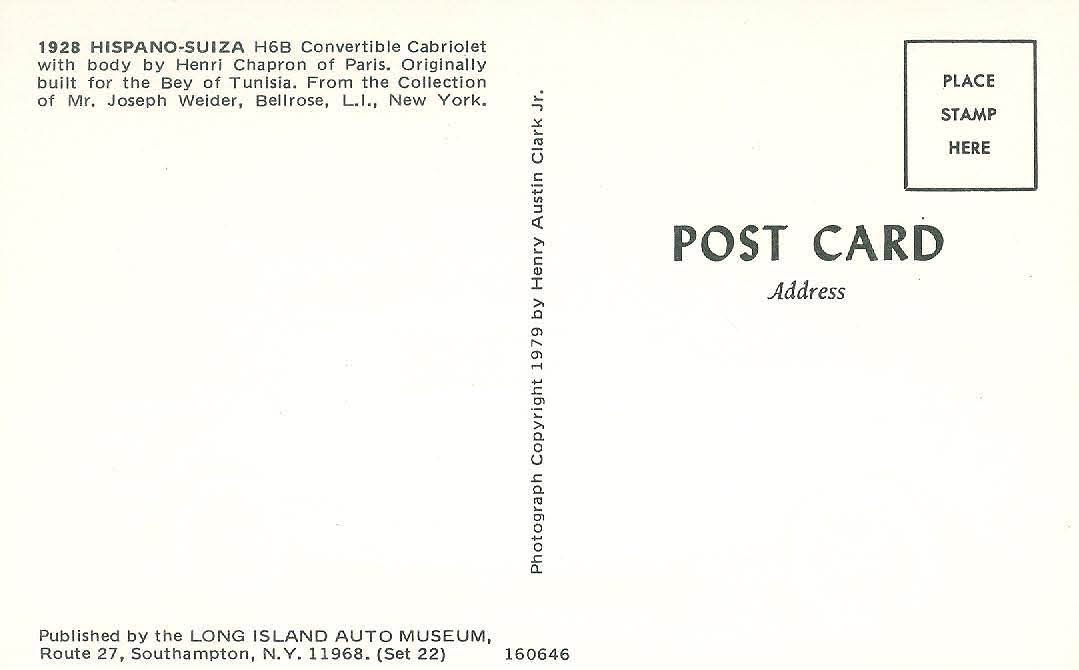 1928 HISPANO-SUIZA H6B Convertible Cabriolet
with body by Henri Chapron of Paris. Originally
built for the Bey of Tunisia. From the Collection
of Mr. Joseph Weider, Bellrose, L.I., New York.
Photograph Copyright 1979 by Henry Austin Clark Jr.
PLACE
STAMP
HERE
POST CARD
Address
Published by the LONG ISLAND AUTO MUSEUM,
Route 27, Southampton, N.Y. 11968. (Set 22)
160646